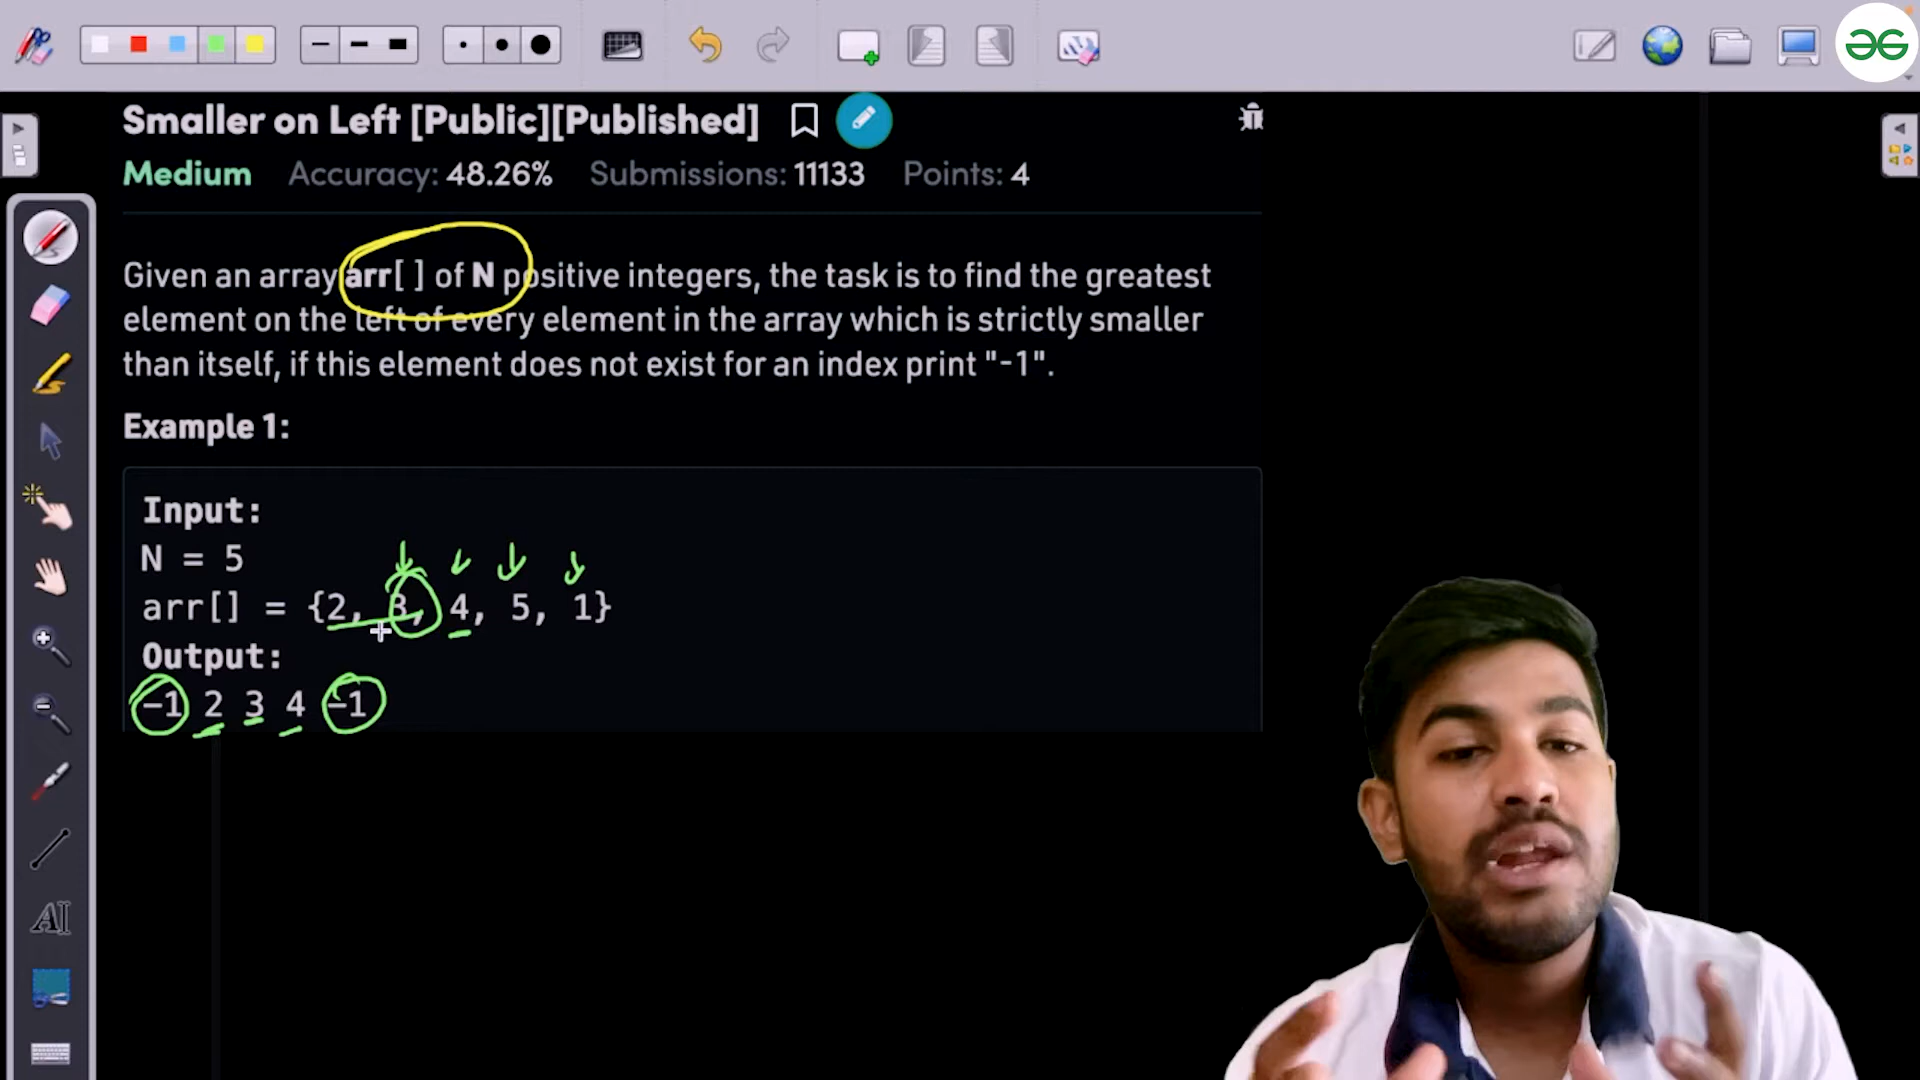 Smaller on Left [Public][Published]
Medium Accuracy: 48.26% Submissions: 11133 Points: 4
Given an array arr[ ] of N positive integers, the task is to find the greatest
element on the left of every element in the array which is strictly smaller
than itself, if this element does not exist for an index print "-1".
Example 1:
Input:
N = 5
arr[] = {2, 3, 4, 5, 1}
Output:
-1 2 3 4 -1